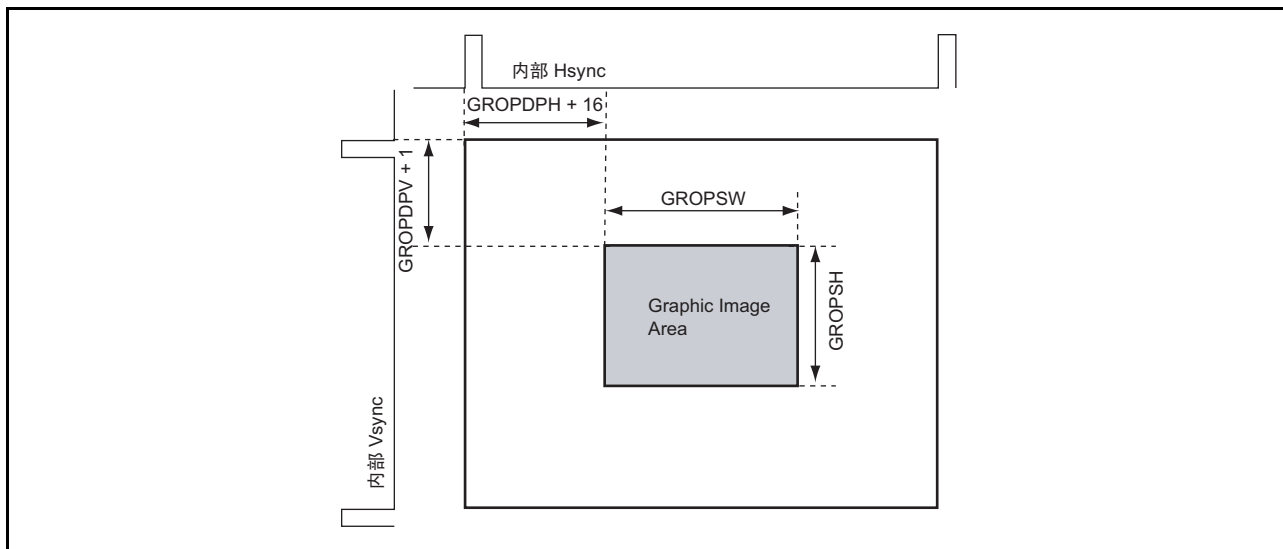 内部 Hsync
GROPDPH + 16
GROPDPV + 1
GROPSW
Graphic Image
Area
GROPSH
内部 Vsync